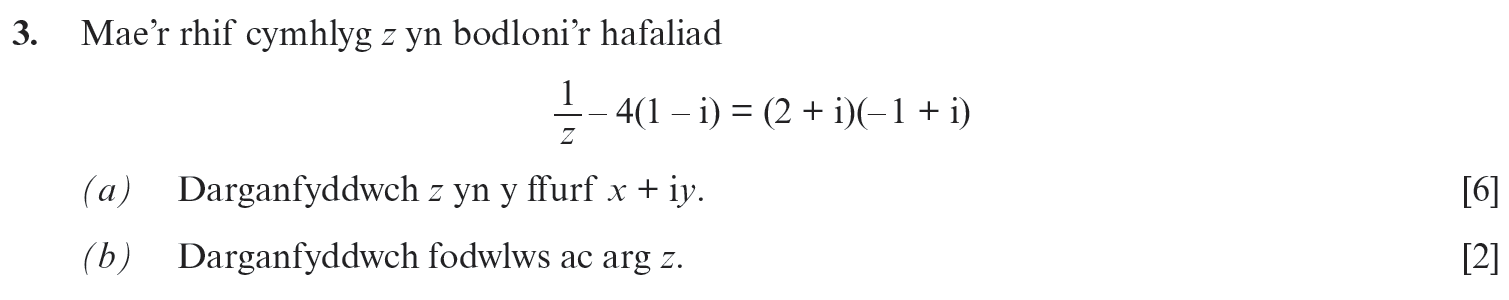 3. Mae'r rhif cymhlyg z yn bodloni'r hafaliad
1/z – 4(1 – i) = (2 + i)(–1 + i)
(a) Darganfyddwch z yn y ffurf x + iy. [6]
(b) Darganfyddwch fodwlws ac arg z. [2]